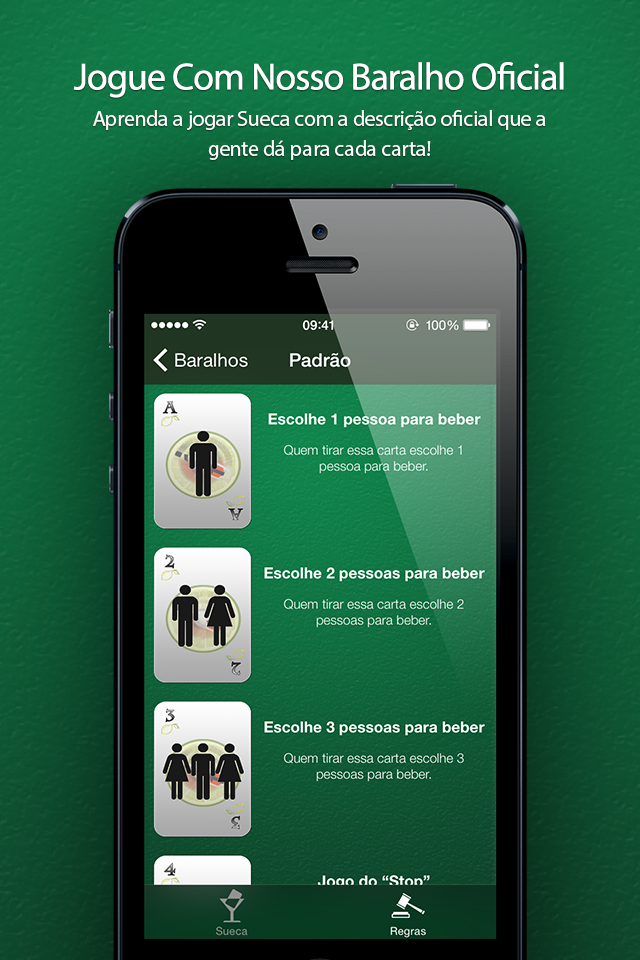 Jogue Com Nosso Baralho Oficial
Aprenda a jogar Sueca com a descrição oficial que a
gente dá para cada carta!
09:41
100%
Baralhos
Padrão
A
Escolhe 1 pessoa para beber
Quem tirar essa carta escolhe 1
pessoa para beber.
A
2
Escolhe 2 pessoas para beber
Quem tirar essa carta escolhe 2
pessoas para beber.
2
3
Escolhe 3 pessoas para beber
Quem tirar essa carta escolhe 3
pessoas para beber.
3
4
Jogo do “Stop”
Sueca
Regras